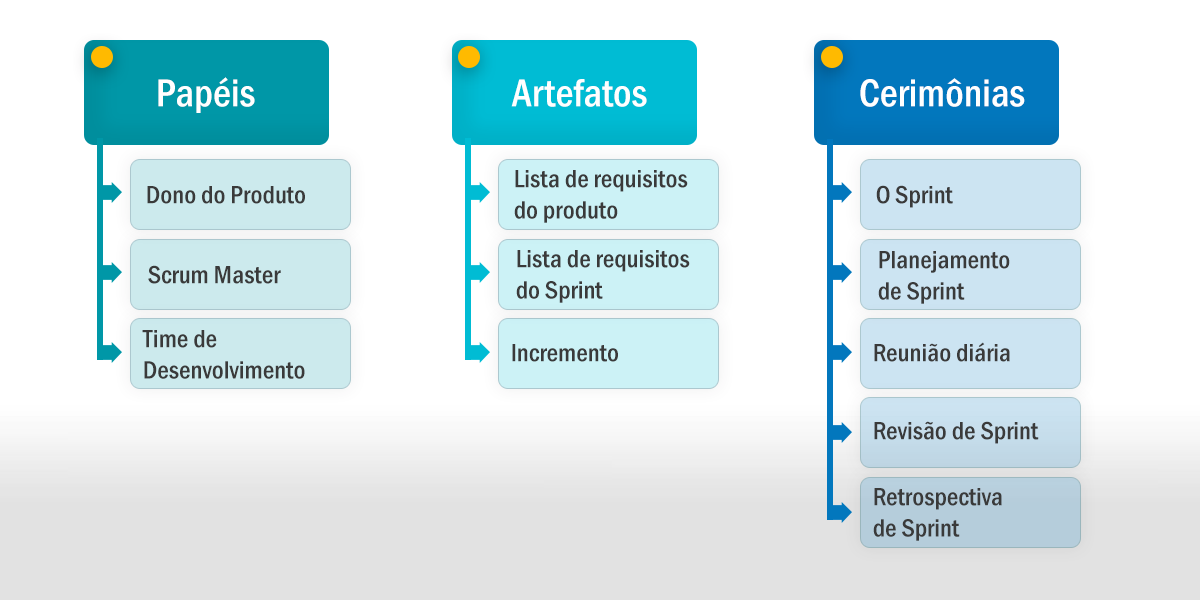 Papéis
Dono do Produto
Scrum Master
Time de
Desenvolvimento
Artefatos
Lista de requisitos
do produto
Lista de requisitos
do Sprint
Incremento
Cerimônias
O Sprint
Planejamento
de Sprint
Reunião diária
Revisão de Sprint
Retrospectiva
de Sprint